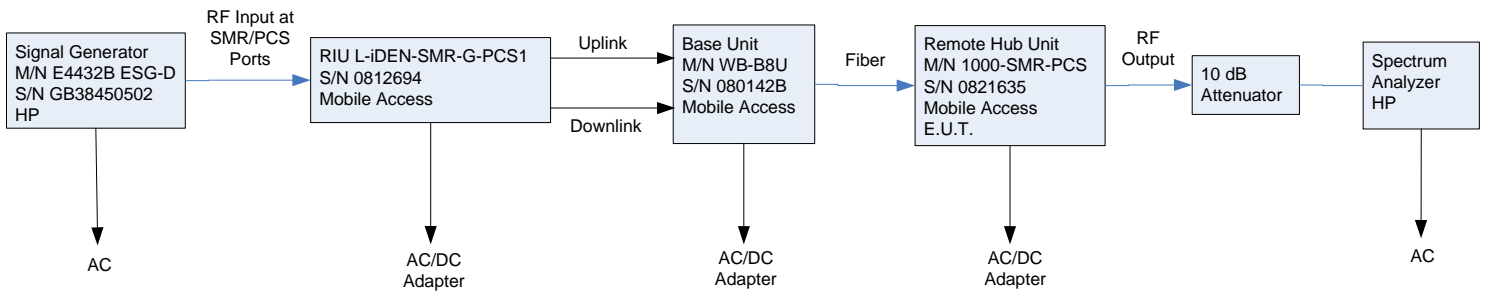 Signal Generator
M/N E4432B ESG-D
S/N GB38450502
HP
RF Input at
SMR/PCS
Ports
RIU L-iDEN-SMR-G-PCS1
S/N 0812694
Mobile Access
Uplink
Downlink
Base Unit
M/N WB-B8U
S/N 080142B
Mobile Access
Fiber
Remote Hub Unit
M/N 1000-SMR-PCS
S/N 0821635
Mobile Access
E.U.T.
RF
Output
10 dB
Attenuator
Spectrum
Analyzer
HP
AC
AC/DC
Adapter
AC/DC
Adapter
AC/DC
Adapter
AC